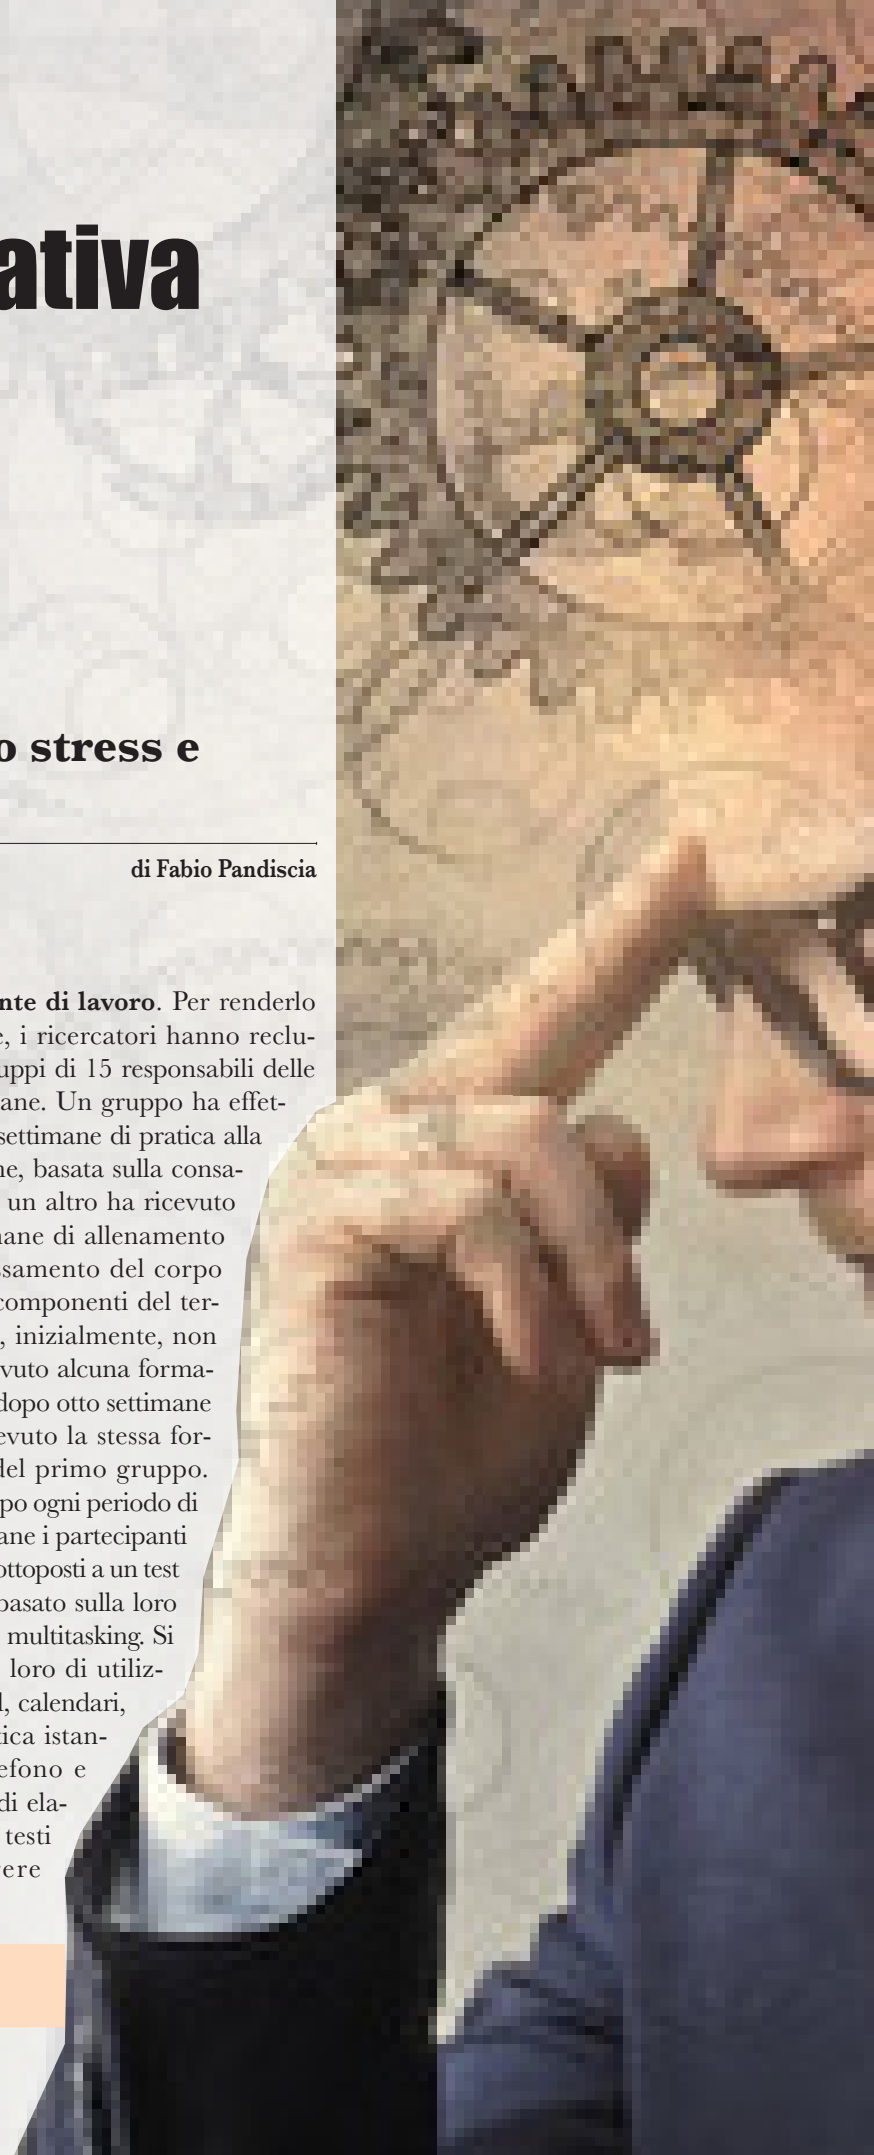 ativa
o stress e
di Fabio Pandiscia
nte di lavoro. Per renderlo
e, i ricercatori hanno reclu-
uppi di 15 responsabili delle
ane. Un gruppo ha effet-
settimane di pratica alla
ne, basata sulla consa-
un altro ha ricevuto
nane di allenamento
ssamento del corpo
componenti del ter-
, inizialmente, non
vuto alcuna forma-
dopo otto settimane
evuto la stessa for-
del primo gruppo.
po ogni periodo di
ane i partecipanti
ottoposti a un test
basato sulla loro
multitasking. Si
loro di utiliz-
l, calendari,
tica istan-
efono e
di ela-
testi
ere